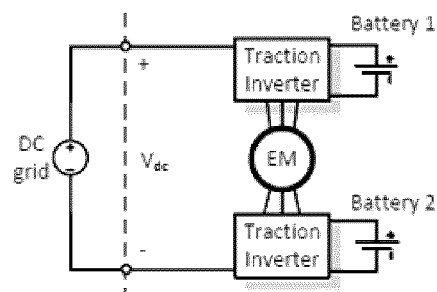 Battery 1
Traction
Inverter
+
+
DC
grid
+
-
V_dc
EM
Battery 2
-
Traction
Inverter
+